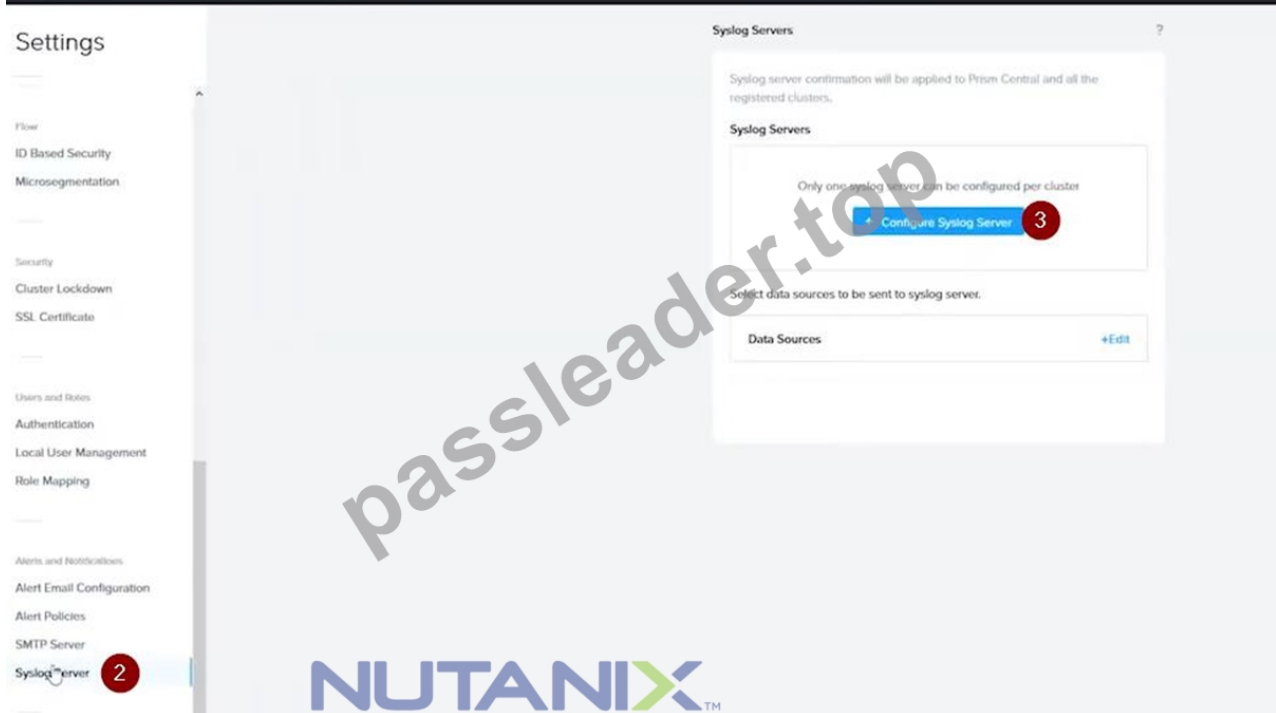 Settings
Flow
ID Based Security
Microsegmentation
Security
Cluster Lockdown
SSL Certificate
Users and Roles
Authentication
Local User Management
Role Mapping
Alerts and Notifications
Alert Email Configuration
Alert Policies
SMTP Server
Syslog Server
2
Syslog Servers
?
Syslog server confirmation will be applied to Prism Central and all the
registered clusters.
Syslog Servers
Only one syslog server can be configured per cluster
+ Configure Syslog Server
3
Select data sources to be sent to syslog server.
Data Sources
+Edit
passleader.top
NUTANIX
TM